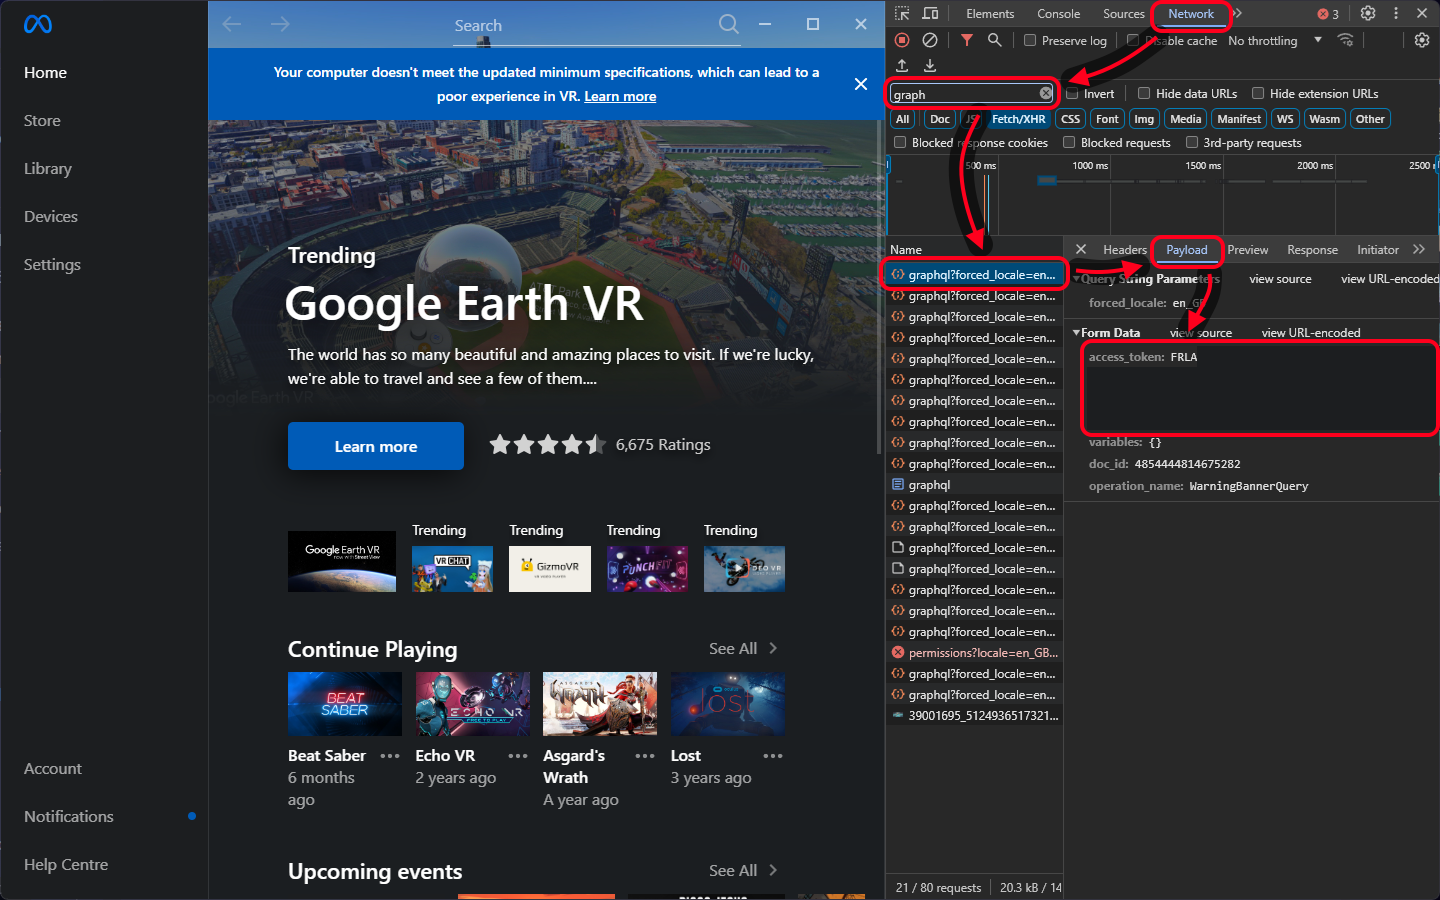 Search
Home
Store
Library
Devices
Settings
Account
Notifications
Help Centre
Your computer doesn't meet the updated minimum specifications, which can lead to a
poor experience in VR. Learn more
Trending
Google Earth VR
The world has so many beautiful and amazing places to visit. If we're lucky,
we're able to travel and see a few of them....
Learn more
6,675 Ratings
Google Earth VR
now with Street View
Trending
VR CHAT
Trending
GizmoVR
VR VIDEO PLAYER
Trending
PUNCHFIT
Trending
DEO VR
Continue Playing
See All
BEAT
SABER
ECHO VR
FREE TO PLAY
ASGARD'S
WRATH
lost
Beat Saber
6 months
ago
Echo VR
2 years ago
Asgard's
Wrath
A year ago
Lost
3 years ago
Upcoming events
See All
Elements
Console
Sources
Network
3
Preserve log
Disable cache
No throttling
graph
Invert
Hide data URLs
Hide extension URLs
All
Doc
JS
Fetch/XHR
CSS
Font
Img
Media
Manifest
WS
Wasm
Other
Blocked response cookies
Blocked requests
3rd-party requests
500 ms
1000 ms
1500 ms
2000 ms
2500
Name
graphql?forced_locale=en...
graphql?forced_locale=en...
graphql?forced_locale=en...
graphql?forced_locale=en...
graphql?forced_locale=en...
graphql?forced_locale=en...
graphql?forced_locale=en...
graphql?forced_locale=en...
graphql?forced_locale=en...
graphql?forced_locale=en...
graphql
graphql?forced_locale=en...
graphql?forced_locale=en...
graphql?forced_locale=en...
graphql?forced_locale=en...
graphql?forced_locale=en...
graphql?forced_locale=en...
graphql?forced_locale=en...
permissions?locale=en_GB...
graphql?forced_locale=en...
graphql?forced_locale=en...
39001695_5124936517321...
21 / 80 requests
20.3 kB / 14
Headers
Payload
Preview
Response
Initiator
Query String Parameters
view source
view URL-encoded
forced_locale: en_GB
Form Data
view source
view URL-encoded
access_token: FRLA
variables: {}
doc_id: 4854444814675282
operation_name: WarningBannerQuery